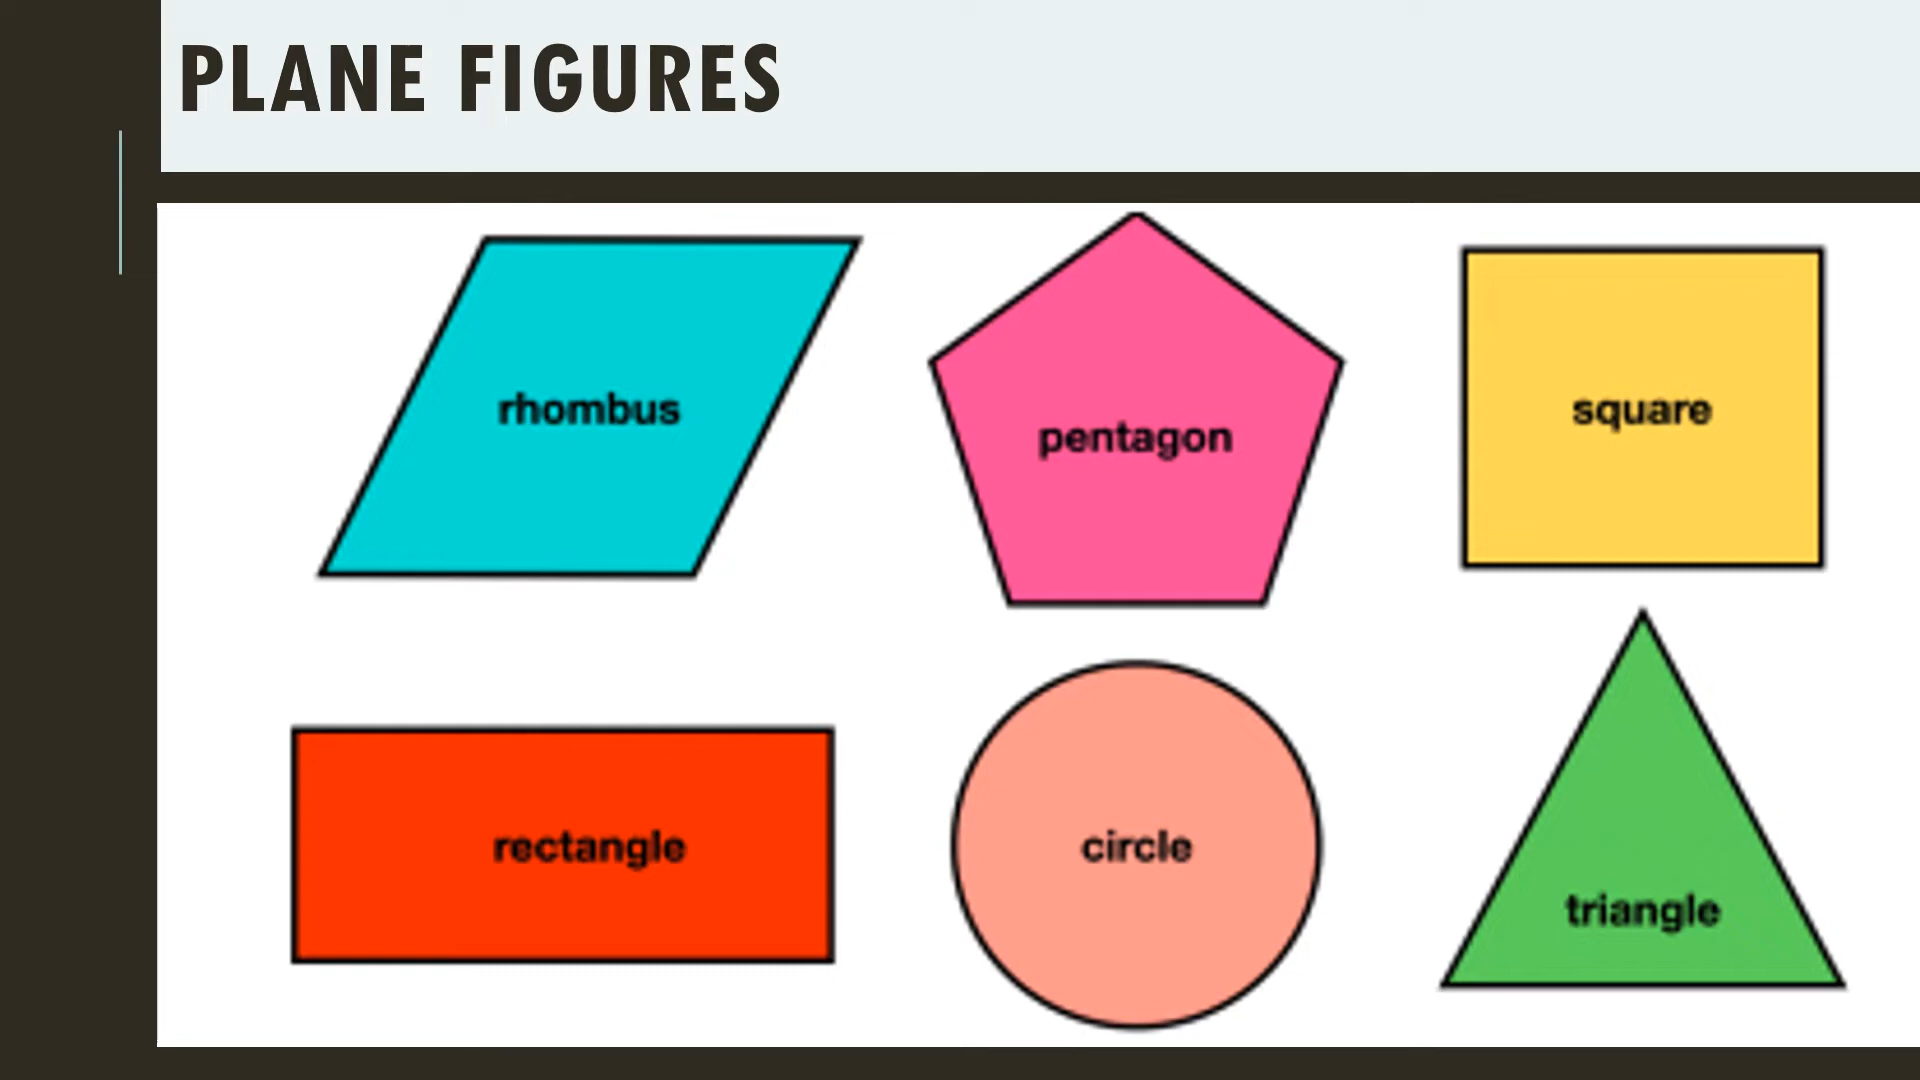 PLANE FIGURES
rhombus
pentagon
square
rectangle
circle
triangle